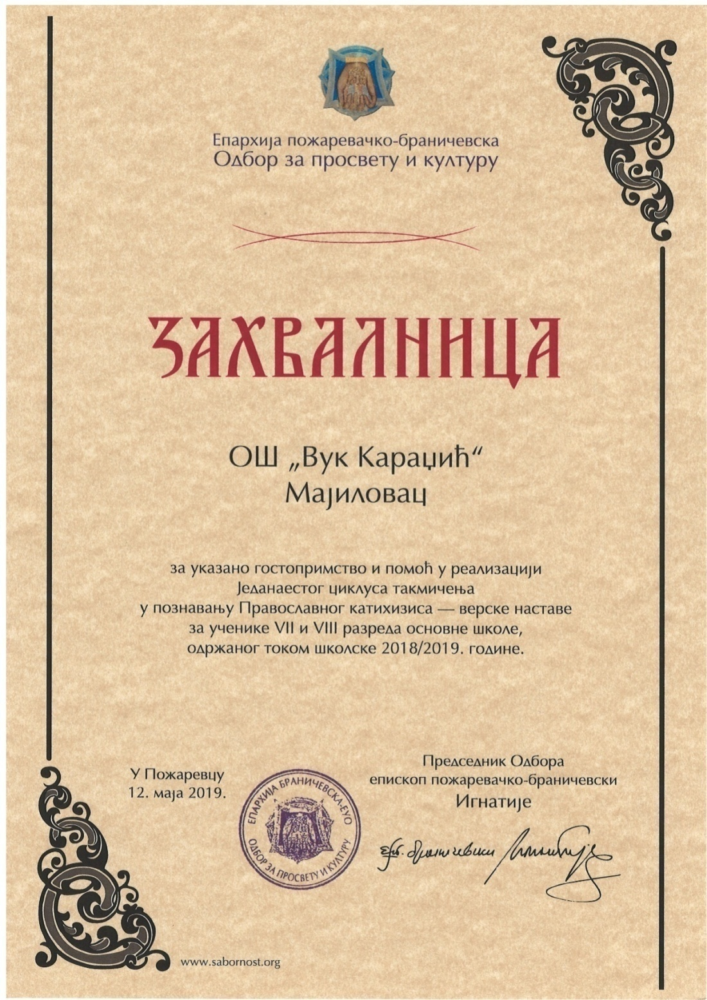 Епархија пожаревачко-браничевска
Одбор за просвету и културу
ЗАХВАЛНИЦА
ОШ „Вук Караџић“
Мајиловац
за указано гостопримство и помоћ у реализацији
Једанаестог циклуса такмичења
у познавању Православног катихизиса — верске наставе
за ученике VII и VIII разреда основне школе,
одржаног током школске 2018/2019. године.
У Пожаревцу
12. маја 2019.
ЕПАРХИЈА БРАНИЧЕВСКА-ЕУО
ОДБОР ЗА ПРОСВЕТУ И КУЛТУРУ
Председник Одбора
епископ пожаревачко-браничевски
Игнатије
еп. браничевски Игнатије
www.sabornost.org